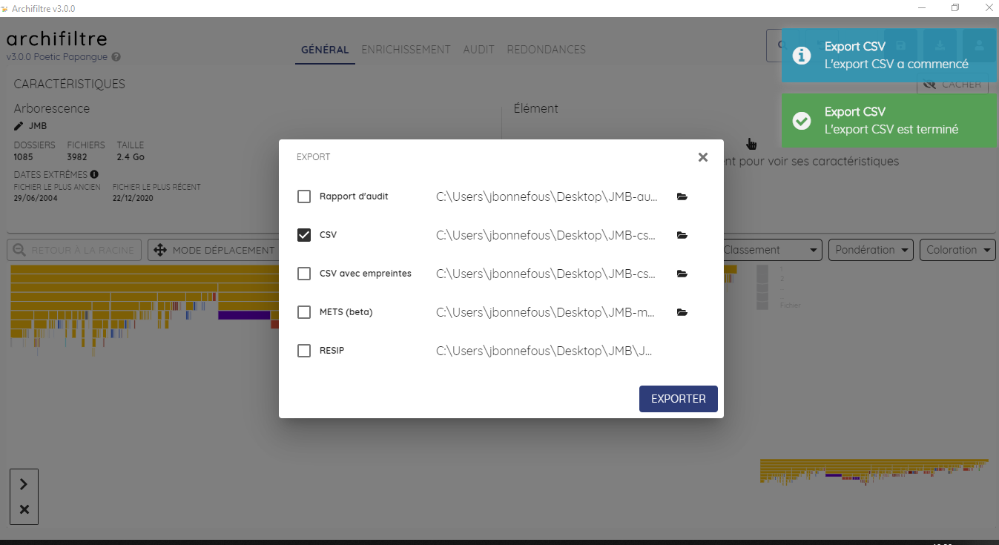 Archifiltre v3.0.0
archifiltre
v3.0.0 Poetic Papangue
GÉNÉRAL ENRICHISSEMENT AUDIT REDONDANCES
Export CSV
L'export CSV a commencé
CARACTÉRISTIQUES
CACHER
Arborescence
Élément
JMB
Export CSV
L'export CSV est terminé
DOSSIERS FICHIERS TAILLE
1085 3982 2.4 Go
nt pour voir ses caractéristiques
DATES EXTRÊMES
FICHIER LE PLUS ANCIEN FICHIER LE PLUS RÉCENT
29/06/2004 22/12/2020
RETOUR À LA RACINE MODE DÉPLACEMENT Classement Pondération Coloration
1
2
Fichier
EXPORT
Rapport d'audit C:\Users\jbonnefous\Desktop\JMB-au...
CSV C:\Users\jbonnefous\Desktop\JMB-cs...
CSV avec empreintes C:\Users\jbonnefous\Desktop\JMB-cs...
METS (beta) C:\Users\jbonnefous\Desktop\JMB-m...
RESIP C:\Users\jbonnefous\Desktop\JMB\J...
EXPORTER